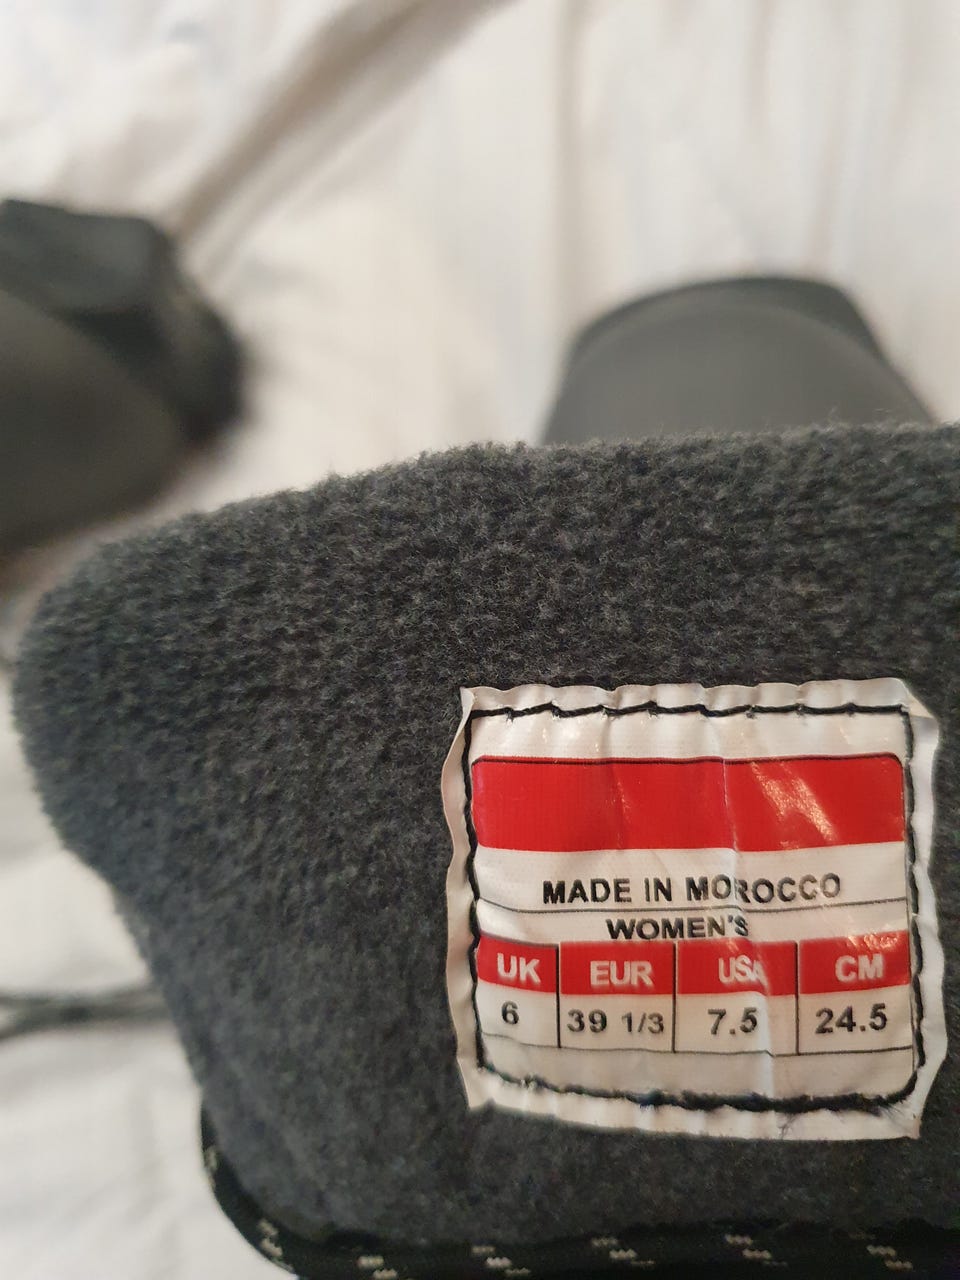 MADE IN MOROCCO
WOMEN'S
UK EUR USA CM
6 39 1/3 7.5 24.5